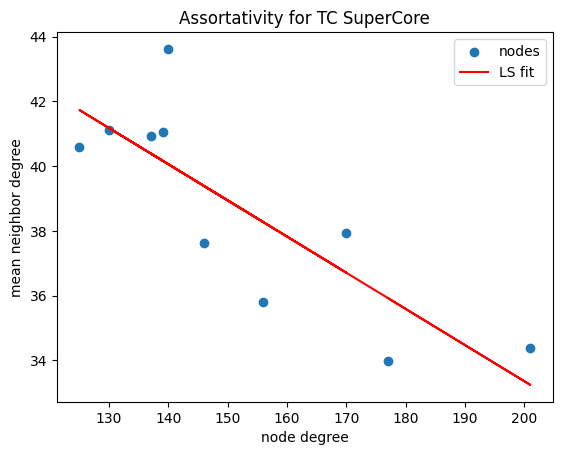 Assortativity for TC SuperCore
nodes
LS fit
44
42
40
38
36
34
mean neighbor degree
130 140 150 160 170 180 190 200
node degree